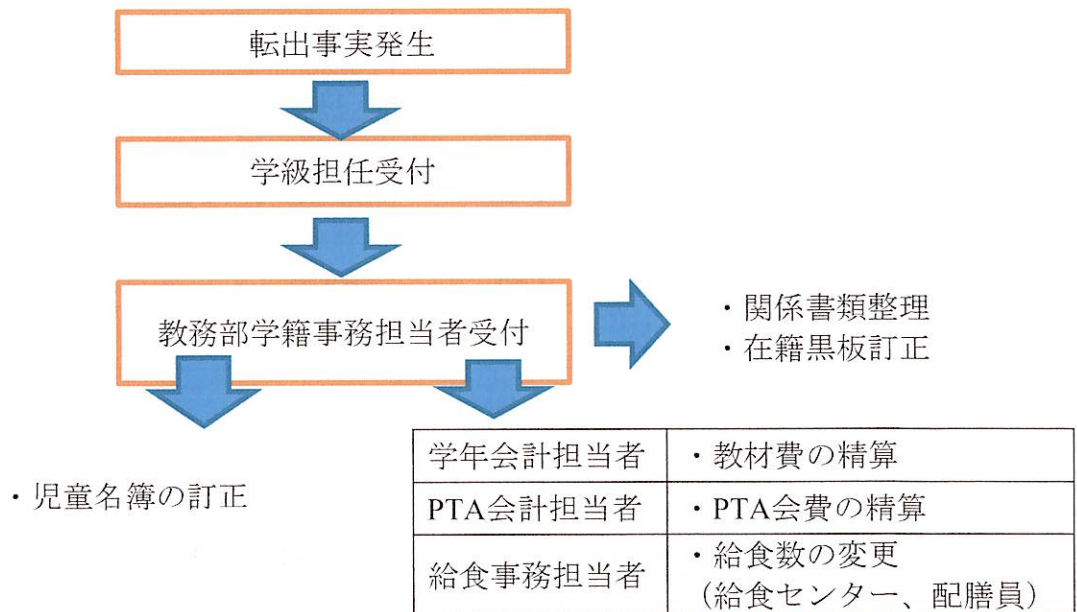 転出事実発生
学級担任受付
教務部学籍事務担当者受付
・関係書類整理
・在籍黒板訂正
・児童名簿の訂正
学年会計担当者 ・教材費の精算
PTA会計担当者 ・PTA会費の精算
給食事務担当者 ・給食数の変更
（給食センター、配膳員）